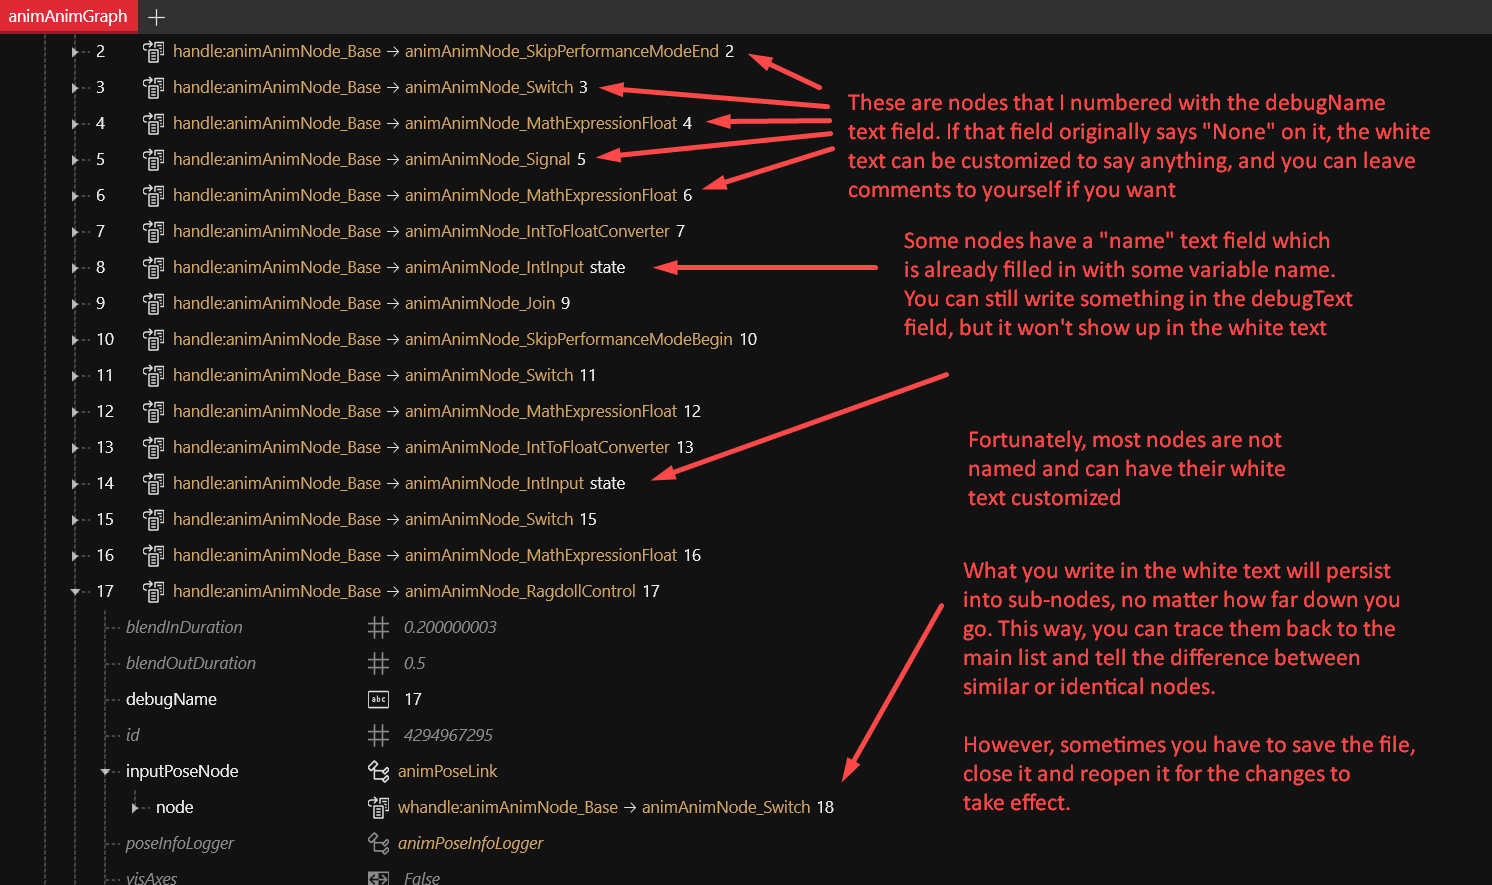 animAnimGraph +
2 handle:animAnimNode_Base → animAnimNode_SkipPerformanceModeEnd 2
3 handle:animAnimNode_Base → animAnimNode_Switch 3
4 handle:animAnimNode_Base → animAnimNode_MathExpressionFloat 4
5 handle:animAnimNode_Base → animAnimNode_Signal 5
6 handle:animAnimNode_Base → animAnimNode_MathExpressionFloat 6
7 handle:animAnimNode_Base → animAnimNode_IntToFloatConverter 7
8 handle:animAnimNode_Base → animAnimNode_IntInput state
9 handle:animAnimNode_Base → animAnimNode_Join 9
10 handle:animAnimNode_Base → animAnimNode_SkipPerformanceModeBegin 10
11 handle:animAnimNode_Base → animAnimNode_Switch 11
12 handle:animAnimNode_Base → animAnimNode_MathExpressionFloat 12
13 handle:animAnimNode_Base → animAnimNode_IntToFloatConverter 13
14 handle:animAnimNode_Base → animAnimNode_IntInput state
15 handle:animAnimNode_Base → animAnimNode_Switch 15
16 handle:animAnimNode_Base → animAnimNode_MathExpressionFloat 16
17 handle:animAnimNode_Base → animAnimNode_RagdollControl 17
blendInDuration 0.200000003
blendOutDuration 0.5
debugName abc 17
id 4294967295
inputPoseNode animPoseLink
node whandle:animAnimNode_Base → animAnimNode_Switch 18
poseInfoLogger animPoseInfoLogger
visAxes False
These are nodes that I numbered with the debugName
text field. If that field originally says "None" on it, the white
text can be customized to say anything, and you can leave
comments to yourself if you want
Some nodes have a "name" text field which
is already filled in with some variable name.
You can still write something in the debugText
field, but it won't show up in the white text
Fortunately, most nodes are not
named and can have their white
text customized
What you write in the white text will persist
into sub-nodes, no matter how far down you
go. This way, you can trace them back to the
main list and tell the difference between
similar or identical nodes.
However, sometimes you have to save the file,
close it and reopen it for the changes to
take effect.